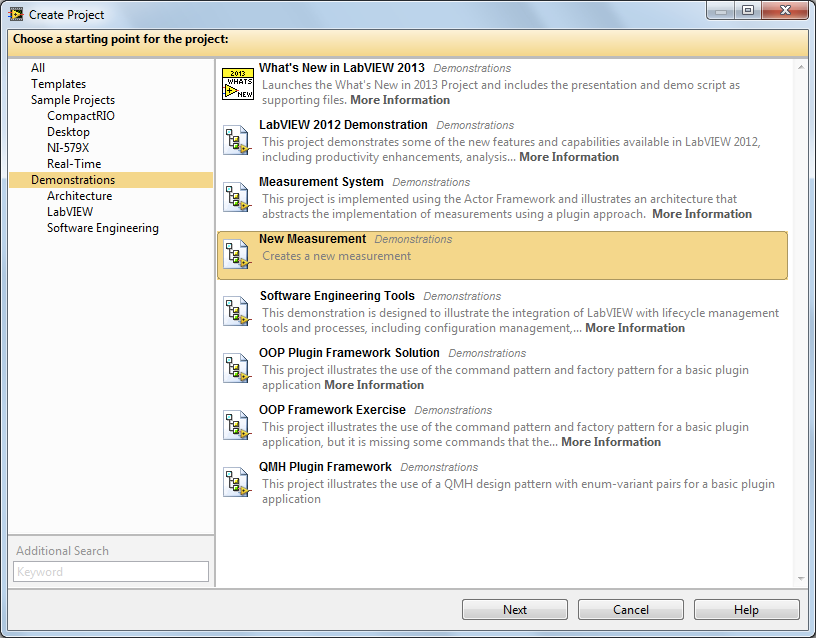 Create Project
Choose a starting point for the project:
All
Templates
Sample Projects
CompactRIO
Desktop
NI-579X
Real-Time
Demonstrations
Architecture
LabVIEW
Software Engineering
Additional Search
Keyword
2013
WHATS
NEW
What's New in LabVIEW 2013 Demonstrations
Launches the What's New in 2013 Project and includes the presentation and demo script as
supporting files. More Information
LabVIEW 2012 Demonstration Demonstrations
This project demonstrates some of the new features and capabilities available in LabVIEW 2012,
including productivity enhancements, analysis... More Information
Measurement System Demonstrations
This project is implemented using the Actor Framework and illustrates an architecture that
abstracts the implementation of measurements using a plugin approach. More Information
New Measurement Demonstrations
Creates a new measurement
Software Engineering Tools Demonstrations
This demonstration is designed to illustrate the integration of LabVIEW with lifecycle management
tools and processes, including configuration management,... More Information
OOP Plugin Framework Solution Demonstrations
This project illustrates the use of the command pattern and factory pattern for a basic plugin
application More Information
OOP Framework Exercise Demonstrations
This project illustrates the use of the command pattern and factory pattern for a basic plugin
application, but it is missing some commands that the... More Information
QMH Plugin Framework Demonstrations
This project illustrates the use of a QMH design pattern with enum-variant pairs for a basic plugin
application
Next
Cancel
Help